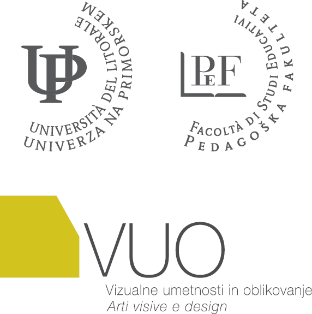 UP
UNIVERSITÀ DEL LITORALE
UNIVERZA NA PRIMORSKEM
PEF
FACOLTÀ DI STUDI EDUCATIVI
PEDAGOŠKA FAKULTETA
VUO
Vizualne umetnosti in oblikovanje
Arti visive e design